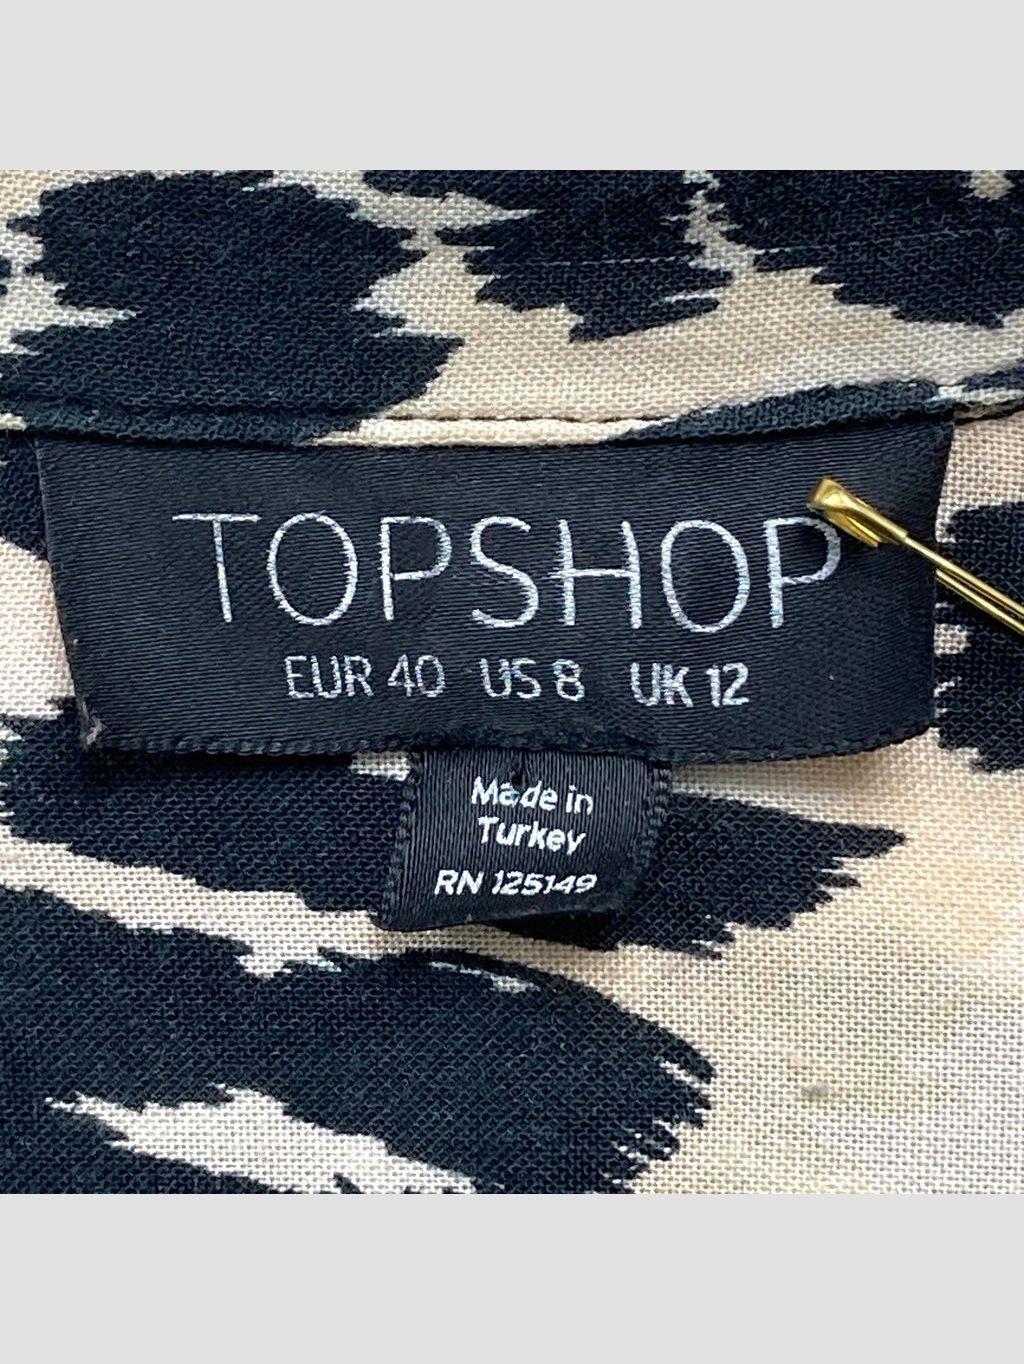 TOPSHOP
EUR 40 US 8 UK 12
Made in
Turkey
RN 125149